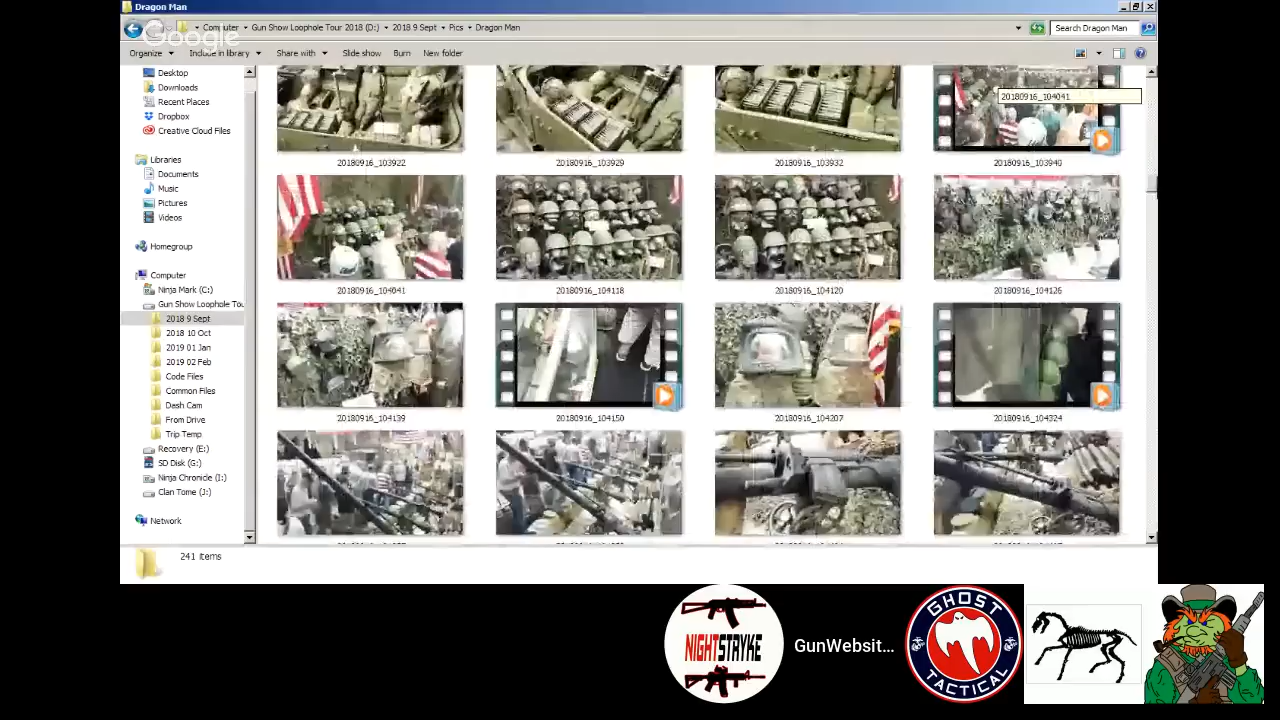 Dragon Man
Computer
Gun Show Loophole Tour 2018 (D:)
2018 9 Sept
Pics
Dragon Man
Search Dragon Man
Google
Organize
Include in library
Share with
Slide show
Burn
New folder
Desktop
Downloads
Recent Places
Dropbox
Creative Cloud Files
Libraries
Documents
Music
Pictures
Videos
Homegroup
Computer
Ninja Mark (C:)
Gun Show Loophole Tou
2018 9 Sept
2018 10 Oct
2019 01 Jan
2019 02 Feb
Code Files
Common Files
Dash Cam
From Drive
Trip Temp
Recovery (E:)
SD Disk (G:)
Ninja Chronicle (I:)
Clan Tome (J:)
Network
20180916_104041
20180916_103922
20180916_103929
20180916_103932
20180916_103940
20180916_104041
20180916_104118
20180916_104120
20180916_104126
20180916_104139
20180916_104150
20180916_104207
20180916_104324
241 items
NIGHTSTRYKE
GunWebsit...
GHOST
TACTICAL